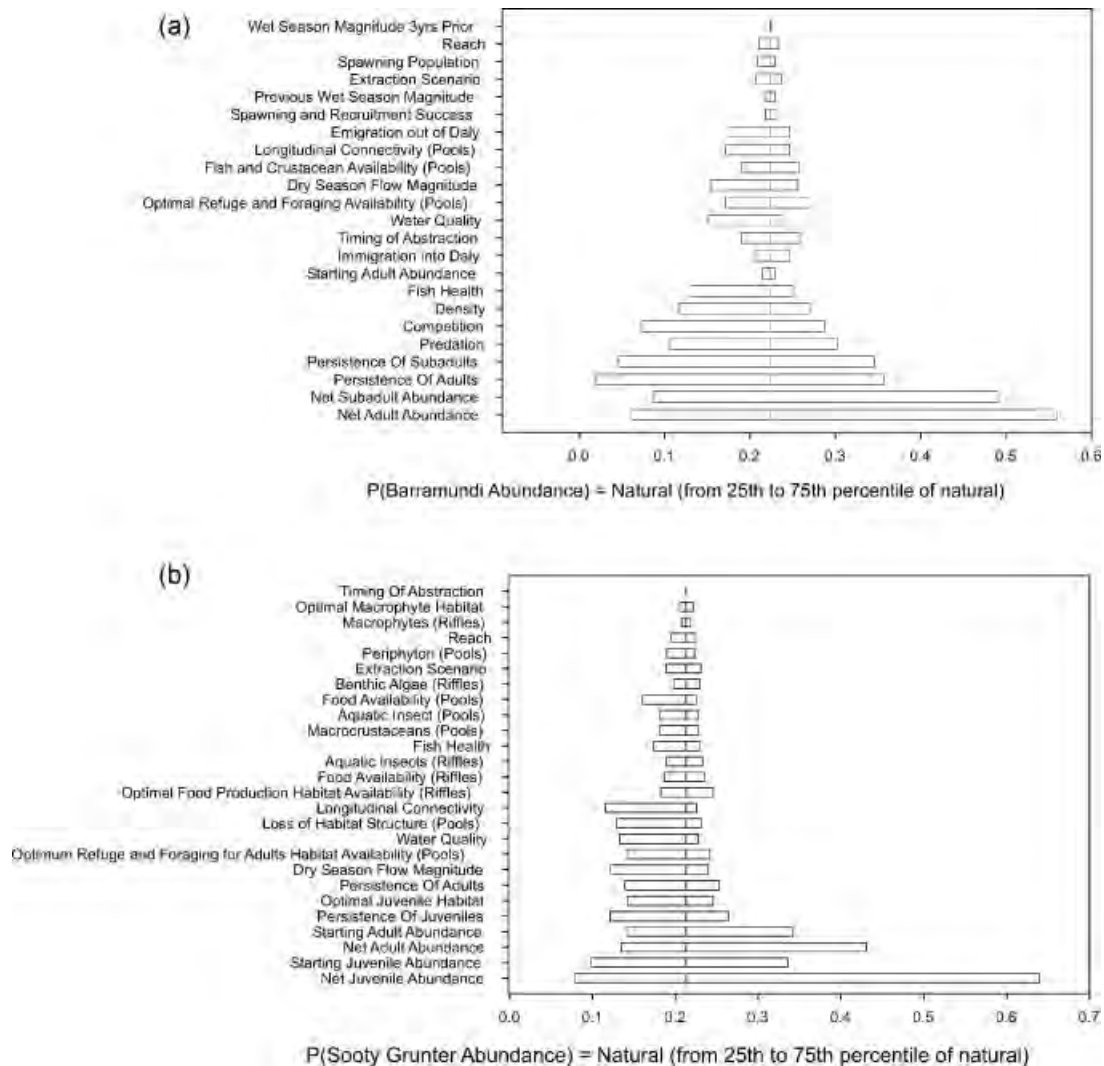 (a)
Wet Season Magnitude 3yrs Prior
Reach
Spawning Population
Extraction Scenario
Previous Wet Season Magnitude
Spawning and Recruitment Success
Emigration out of Daly
Longitudinal Connectivity (Pools)
Fish and Crustacean Availability (Pools)
Dry Season Flow Magnitude
Optimal Refuge and Foraging Availability (Pools)
Water Quality
Timing of Abstraction
Immigration into Daly
Starting Adult Abundance
Fish Health
Density
Competition
Predation
Persistence Of Subadults
Persistence Of Adults
Net Subadult Abundance
Net Adult Abundance
0.0 0.1 0.2 0.3 0.4 0.5 0.6
P(Barramundi Abundance) = Natural (from 25th to 75th percentile of natural)
(b)
Timing Of Abstraction
Optimal Macrophyte Habitat
Macrophytes (Riffles)
Reach
Periphyton (Pools)
Extraction Scenario
Benthic Algae (Riffles)
Food Availability (Pools)
Aquatic Insect (Pools)
Macrocrustaceans (Pools)
Fish Health
Aquatic Insects (Riffles)
Food Availability (Riffles)
Optimal Food Production Habitat Availability (Riffles)
Longitudinal Connectivity
Loss of Habitat Structure (Pools)
Water Quality
Optimum Refuge and Foraging for Adults Habitat Availability (Pools)
Dry Season Flow Magnitude
Persistence Of Adults
Optimal Juvenile Habitat
Persistence Of Juveniles
Starting Adult Abundance
Net Adult Abundance
Starting Juvenile Abundance
Net Juvenile Abundance
0.0 0.1 0.2 0.3 0.4 0.5 0.6 0.7
P(Sooty Grunter Abundance) = Natural (from 25th to 75th percentile of natural)